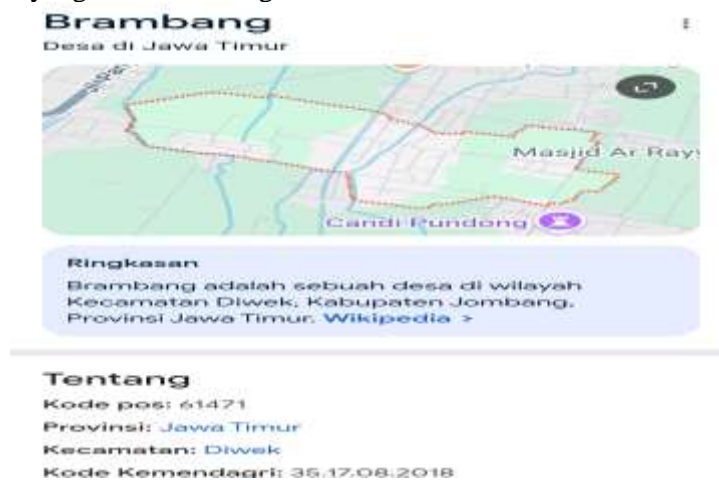 Brambang
Desa di Jawa Timur
Masjid Ar Ray
Candi Pundong
Ringkasan
Brambang adalah sebuah desa di wilayah
Kecamatan Diwek, Kabupaten Jombang,
Provinsi Jawa Timur. Wikipedia >
Tentang
Kode pos: 61471
Provinsi: Jawa Timur
Kecamatan: Diwek
Kode Kemendagri: 35.17.08.2018